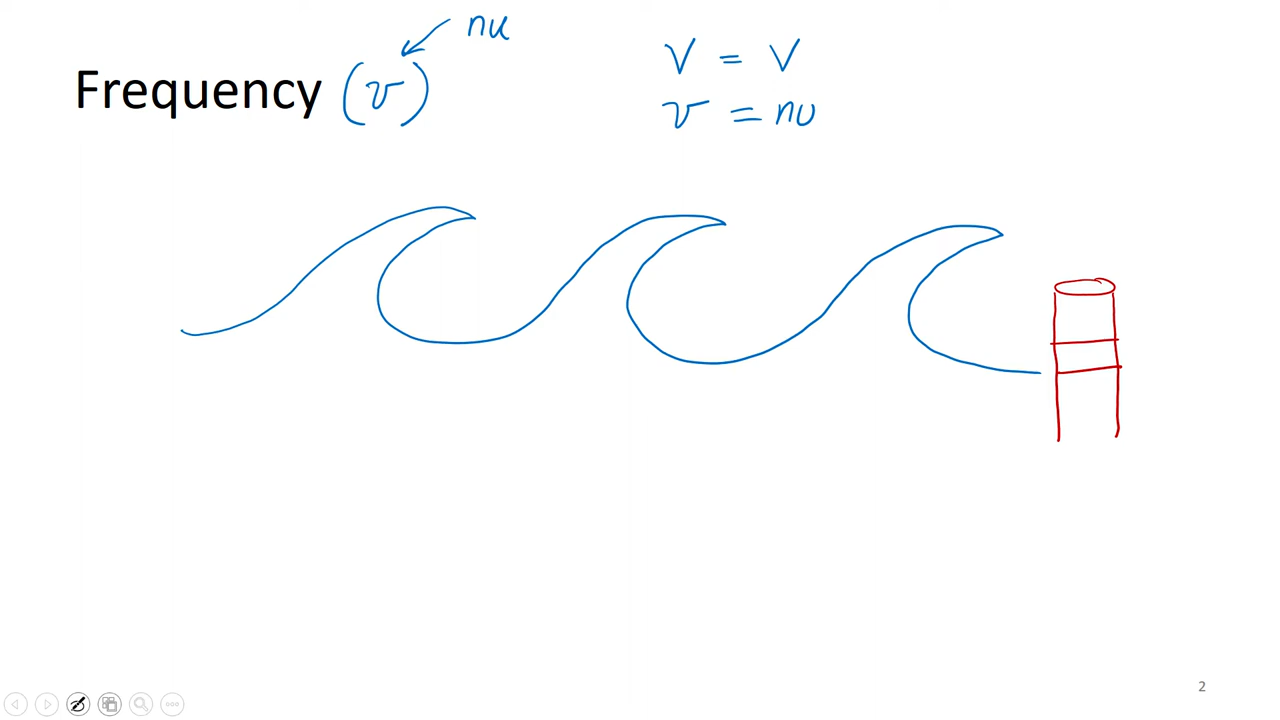 nu
Frequency (ν)
V = V
ν = nu
2